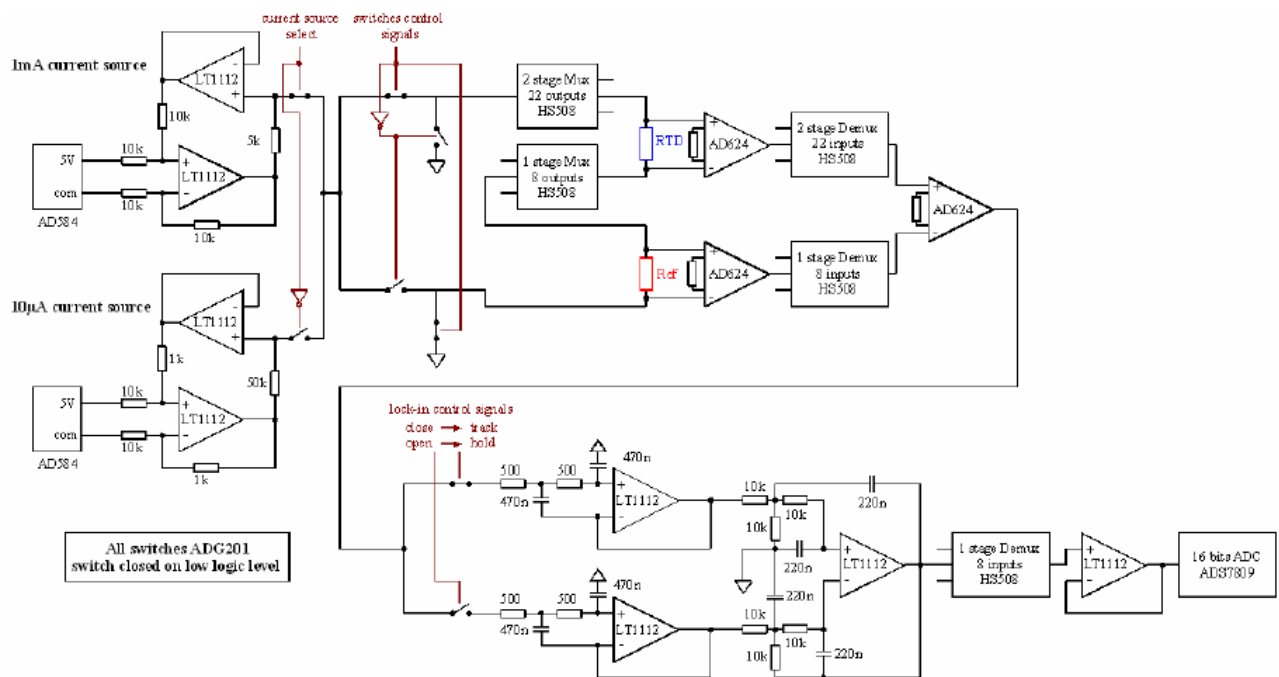 current source
select
switches control
signals
1mA current source
LT1112
-
+
10k
5k
10k
5V
com
10k
LT1112
+
-
10k
AD584
2 stage Mux
22 outputs
HS508
1 stage Mux
8 outputs
HS508
RTD
+
-
AD624
2 stage Demux
22 inputs
HS508
+
-
AD624
Ref
+
-
AD624
1 stage Demux
8 inputs
HS508
10µA current source
LT1112
-
+
1k
50k
10k
5V
com
10k
LT1112
+
-
1k
AD584
lock-in control signals
close → track
open → hold
500
500
470n
470n
+
-
LT1112
10k
10k
10k
220n
220n
220n
+
-
LT1112
500
500
470n
470n
+
-
LT1112
10k
10k
10k
220n
1 stage Demux
8 inputs
HS508
+
-
LT1112
16 bits ADC
ADS7809
All switches ADG201
switch closed on low logic level